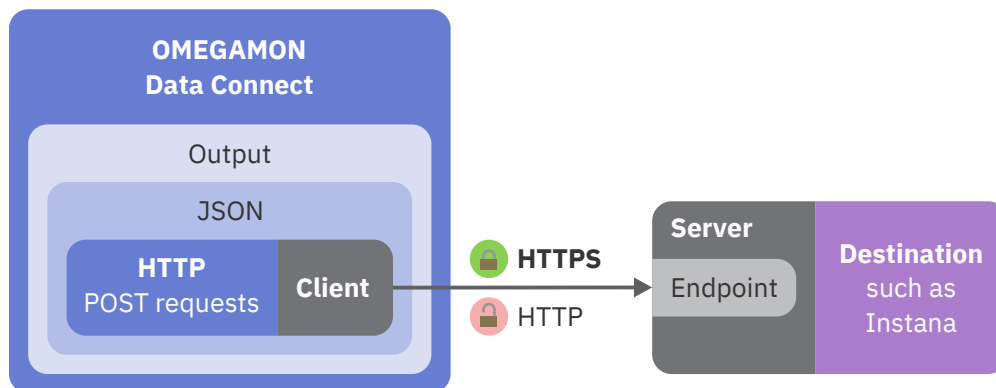 OMEGAMON
Data Connect
Output
JSON
HTTP
POST requests
Client
HTTPS
HTTP
Server
Endpoint
Destination
such as
Instana